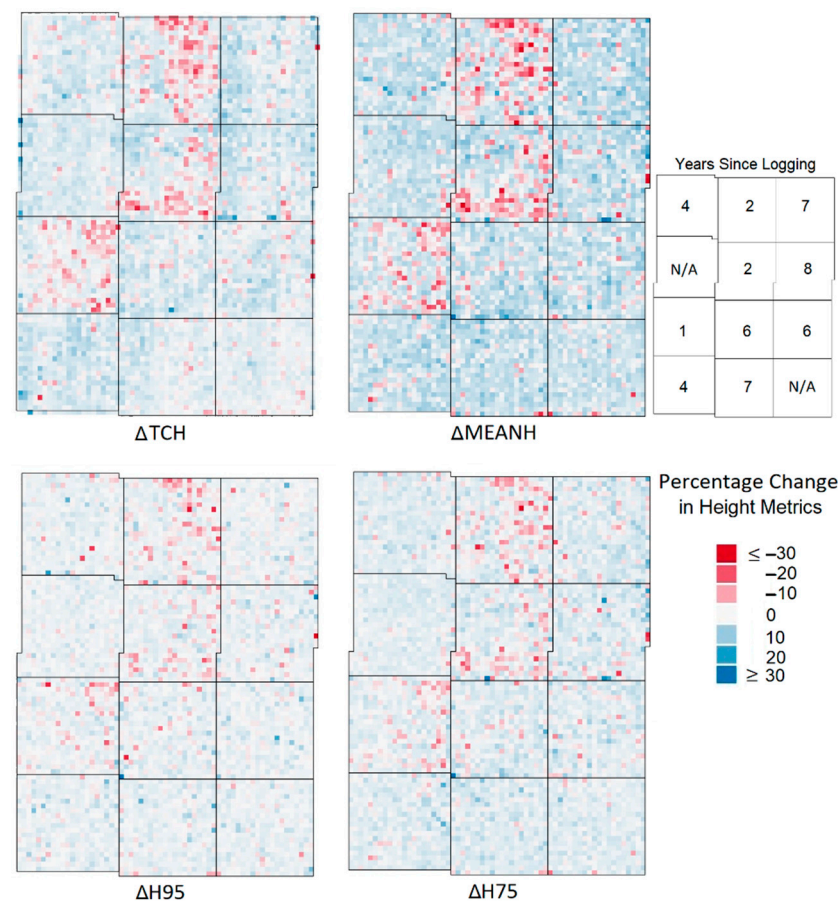 ΔTCH
ΔMEANH
Years Since Logging
4 2 7
N/A 2 8
1 6 6
4 7 N/A
ΔH95
ΔH75
Percentage Change
in Height Metrics
≤ −30
−20
−10
0
10
20
≥ 30